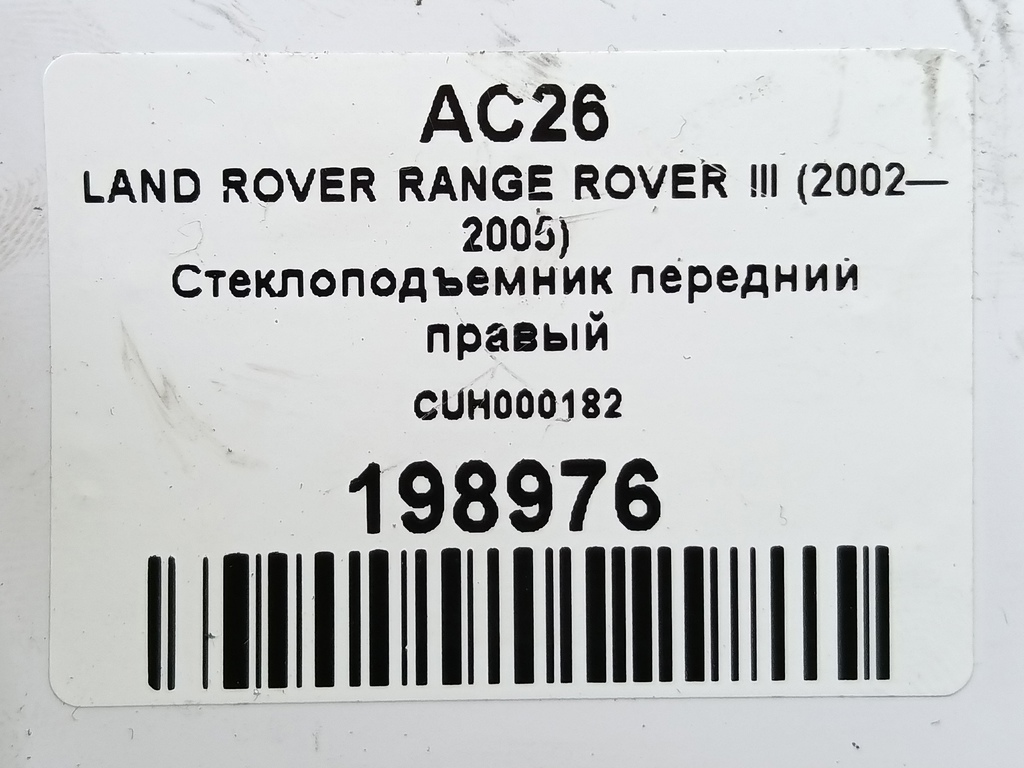 AC26
LAND ROVER RANGE ROVER III (2002—
2005)
Стеклоподъемник передний
правый
CUH000182
198976